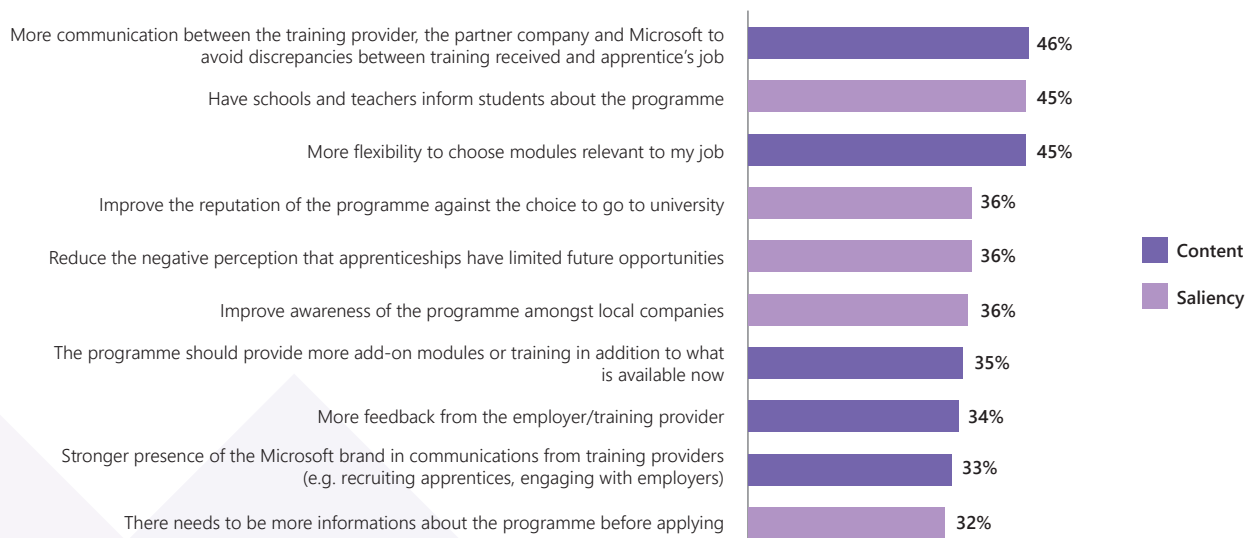 More communication between the training provider, the partner company and Microsoft to
avoid discrepancies between training received and apprentice’s job
46%
Have schools and teachers inform students about the programme
45%
More flexibility to choose modules relevant to my job
45%
Improve the reputation of the programme against the choice to go to university
36%
Reduce the negative perception that apprenticeships have limited future opportunities
36%
Improve awareness of the programme amongst local companies
36%
The programme should provide more add-on modules or training in addition to what
is available now
35%
More feedback from the employer/training provider
34%
Stronger presence of the Microsoft brand in communications from training providers
(e.g. recruiting apprentices, engaging with employers)
33%
There needs to be more informations about the programme before applying
32%
Content
Saliency